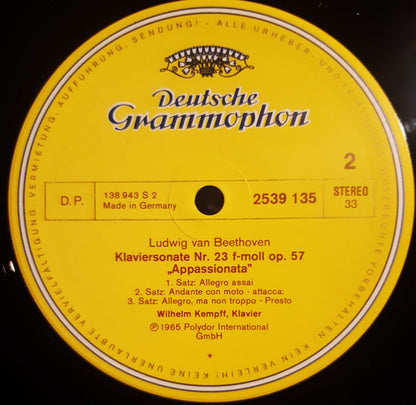 KEINE UNERLAUBTE VERVIELFÄLTIGUNG, VERMIETUNG, AUFFÜHRUNG, SENDUNG! - ALLE URHEBER- UND LEISTUNGSSCHUTZRECHTE VORBEHALTEN. KEIN VERLEIH!
Deutsche
Grammophon
2
D.P.
138 943 S 2
Made in Germany
2539 135
STEREO
33
Ludwig van Beethoven
Klaviersonate Nr. 23 f-moll op. 57
„Appassionata"
1. Satz: Allegro assai
2. Satz: Andante con moto - attacca:
3. Satz: Allegro, ma non troppo - Presto
Wilhelm Kempff, Klavier
Ⓟ 1965 Polydor International
GmbH
*